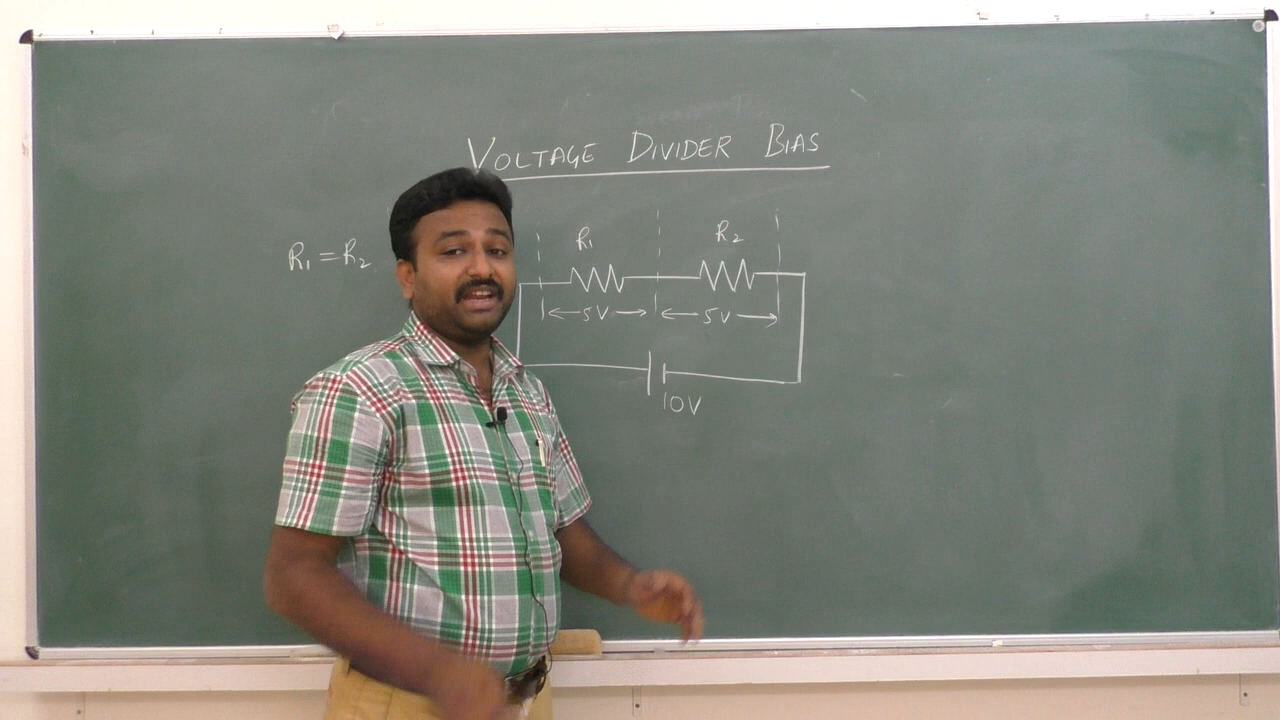 VOLTAGE DIVIDER BIAS
R₁ = R₂
R₁ R₂
5V 5V
10V